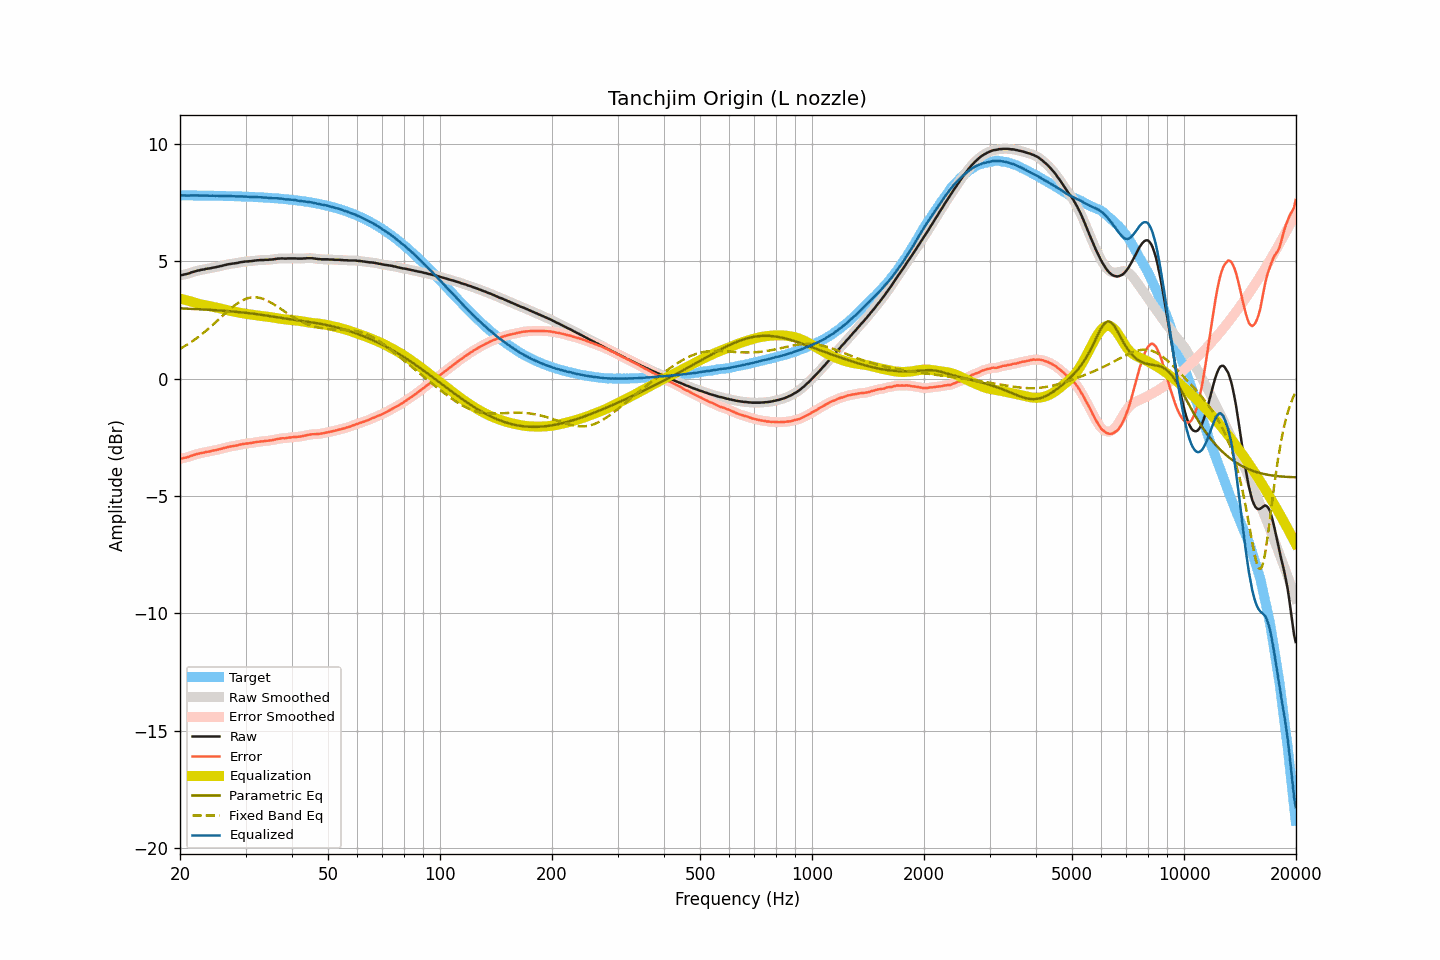 Tanchjim Origin (L nozzle)
10
5
0
−5
−10
−15
−20
Amplitude (dBr)
Target
Raw Smoothed
Error Smoothed
Raw
Error
Equalization
Parametric Eq
Fixed Band Eq
Equalized
20 50 100 200 500 1000 2000 5000 10000 20000
Frequency (Hz)